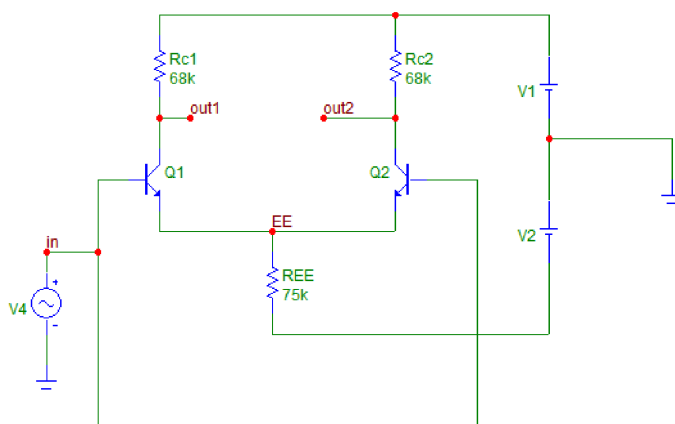 Rc1
68k
Rc2
68k
out1
out2
V1
Q1
Q2
EE
in
V2
REE
75k
+
V4
-